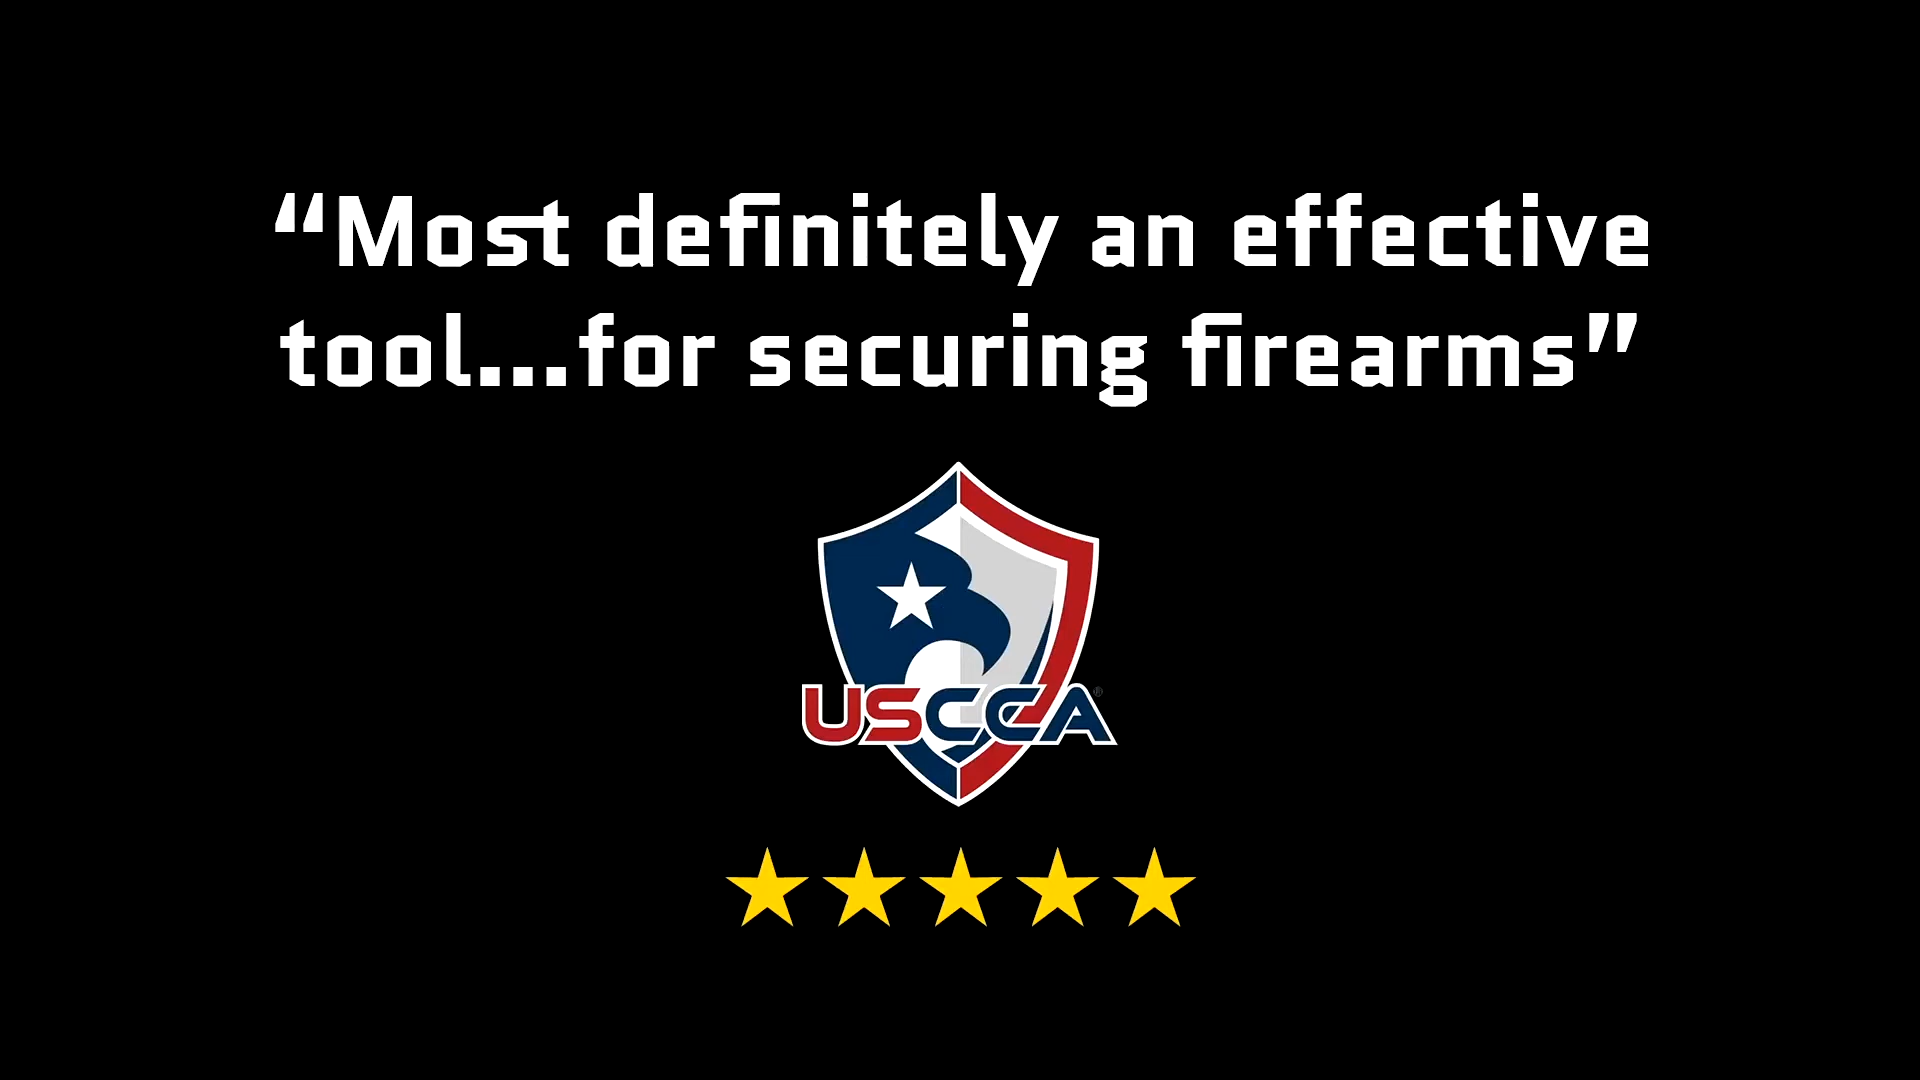 “Most definitely an effective
tool...for securing firearms”
USCCA®